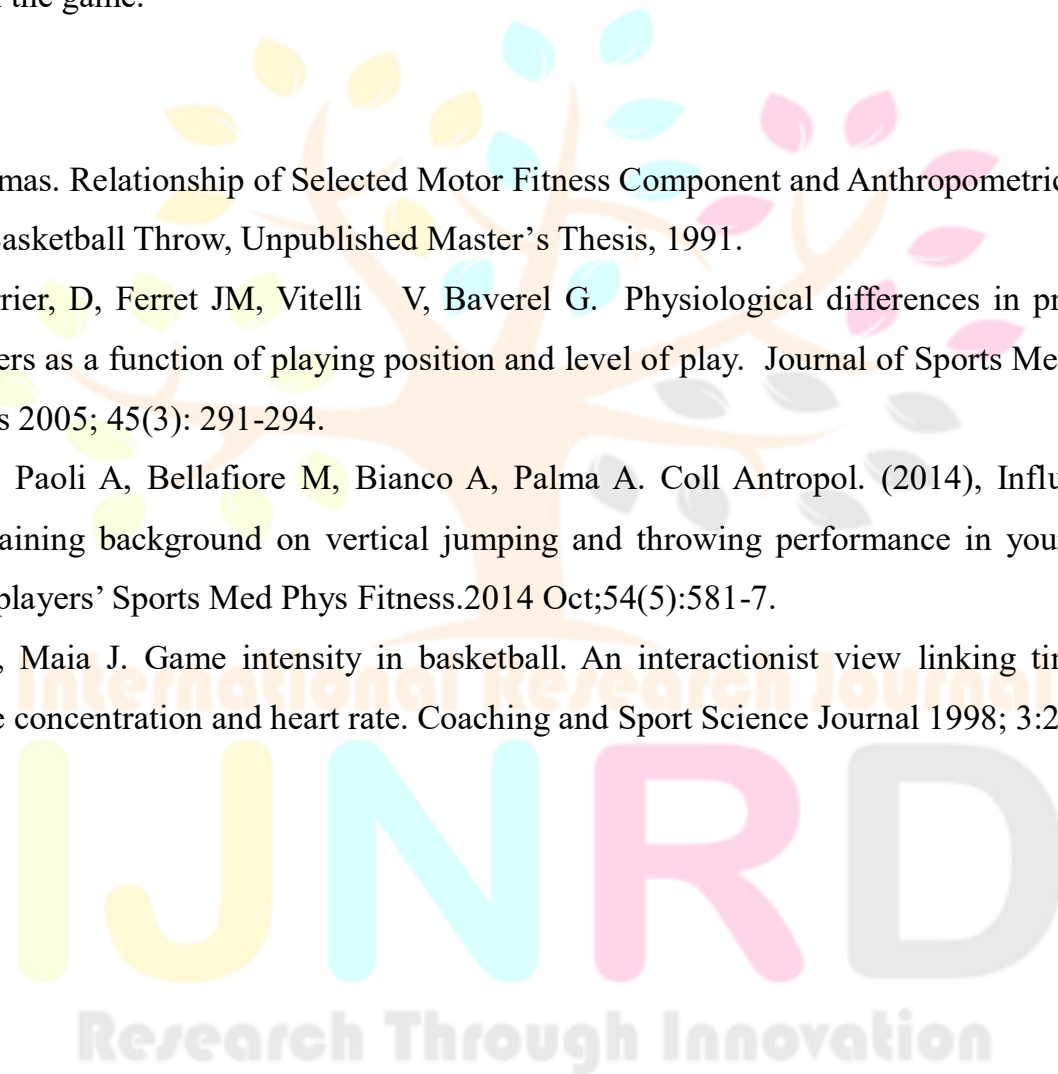 the game.
mas. Relationship of Selected Motor Fitness Component and Anthropometric
asketball Throw, Unpublished Master’s Thesis, 1991.
rier, D, Ferret JM, Vitelli V, Baverel G. Physiological differences in pr
ers as a function of playing position and level of play. Journal of Sports Me
s 2005; 45(3): 291-294.
Paoli A, Bellafiore M, Bianco A, Palma A. Coll Antropol. (2014), Influ
aining background on vertical jumping and throwing performance in you
players’ Sports Med Phys Fitness.2014 Oct;54(5):581-7.
, Maia J. Game intensity in basketball. An interactionist view linking tin
International Research Journal
e concentration and heart rate. Coaching and Sport Science Journal 1998; 3:2
IJNRD
Research Through Innovation